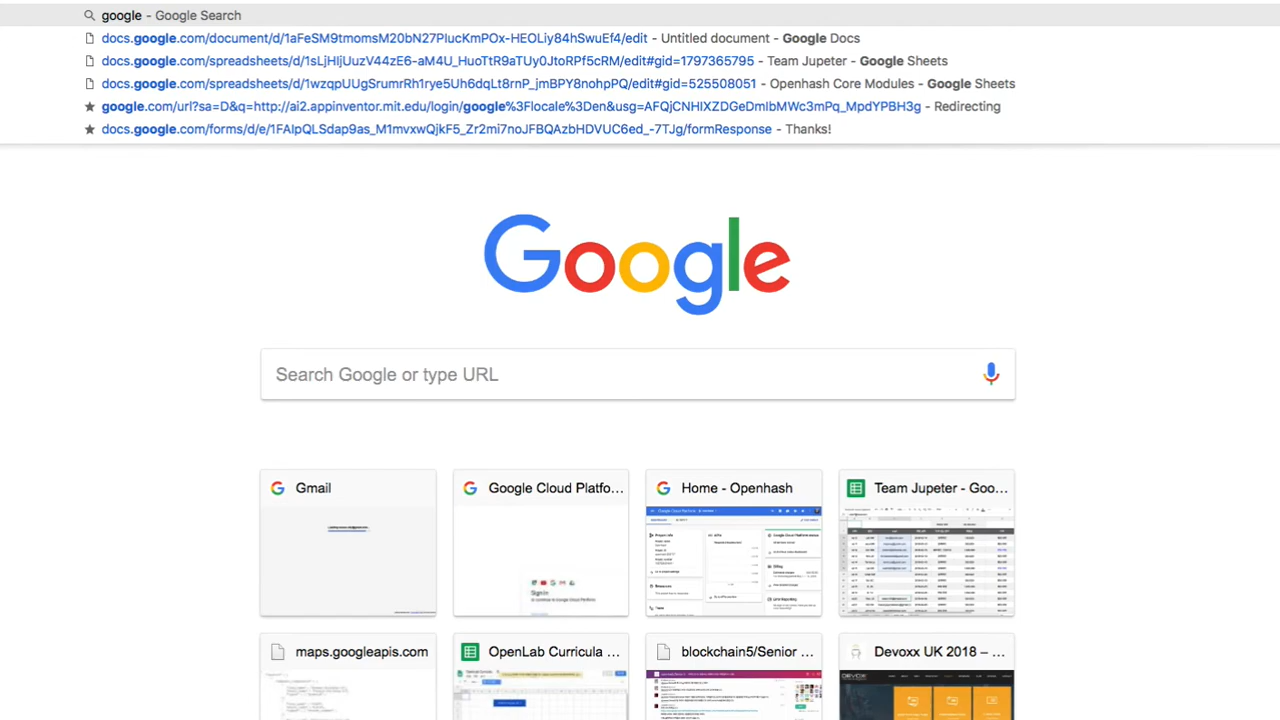 google - Google Search
docs.google.com/document/d/1aFeSM9tmomsM20bN27PlucKmPOx-HEOLiy84hSwuEf4/edit - Untitled document - Google Docs
docs.google.com/spreadsheets/d/1sLjHljUuzV44zE6-aM4U_HuoTtR9aTUy0JtoRPf5cRM/edit#gid=1797365795 - Team Jupeter - Google Sheets
docs.google.com/spreadsheets/d/1wzqpUUgSrumrRh1rye5Uh6dqLt8rnP_jmBPY8nohpPQ/edit#gid=525508051 - Openhash Core Modules - Google Sheets
google.com/url?sa=D&q=http://ai2.appinventor.mit.edu/login/google%3Flocale%3Den&usg=AFQjCNHIXZDGeDmlbMWc3mPq_MpdYPBH3g - Redirecting
docs.google.com/forms/d/e/1FAIpQLSdap9as_M1mvxwQjkF5_Zr2mi7noJFBQAzbHDVUC6ed_-7TJg/formResponse - Thanks!
Google
Search Google or type URL
Gmail
Google Cloud Platfo...
Home - Openhash
Team Jupeter - Goo...
maps.googleapis.com
OpenLab Curricula ...
blockchain5/Senior ...
Devoxx UK 2018 – ...